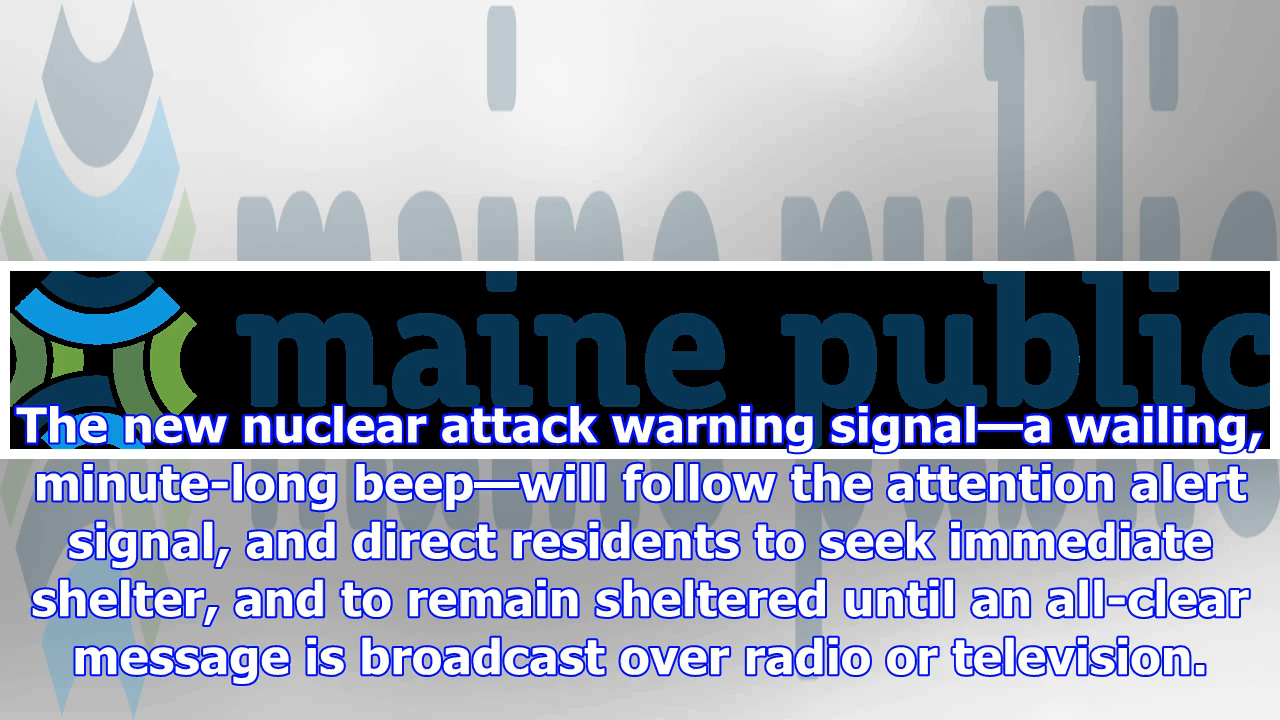 maine public
maine public
The new nuclear attack warning signal—a wailing,
minute-long beep—will follow the attention alert
signal, and direct residents to seek immediate
shelter, and to remain sheltered until an all-clear
message is broadcast over radio or television.